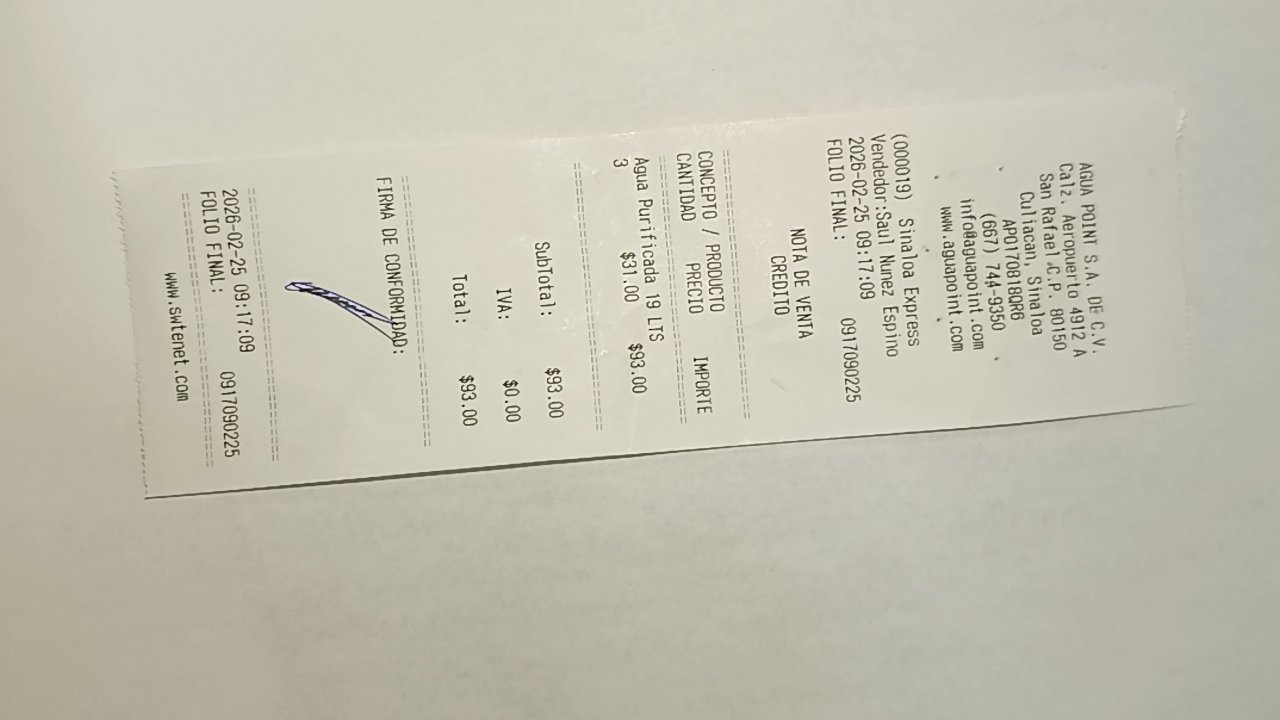 AGUA POINT S.A. DE C.V.
Calz. Aeropuerto 4912 A
San Rafael C.P. 80150
Culiacan, Sinaloa
APO170818QR6
(667) 744-9350
info@aguapoint.com
www.aguapoint.com
(000019) Sinaloa Express
Vendedor:Saul Nunez Espino
2026-02-25 09:17:09
FOLIO FINAL: 0917090225
NOTA DE VENTA
CREDITO
CONCEPTO / PRODUCTO
CANTIDAD PRECIO IMPORTE
Agua Purificada 19 LTS
3 $31.00 $93.00
SubTotal: $93.00
IVA: $0.00
Total: $93.00
FIRMA DE CONFORMIDAD:
2026-02-25 09:17:09
FOLIO FINAL: 0917090225
www.swtenet.com